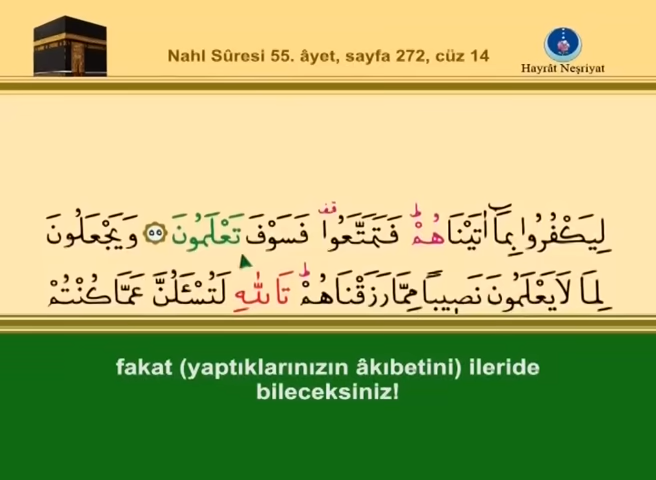 Nahl Sûresi 55. âyet, sayfa 272, cüz 14
Hayrât Neşriyat
لِيَكْفُرُوا بِمَٓا اٰتَيْنَاهُمْۜ فَتَمَتَّعُوا۠ فَسَوْفَ تَعْلَمُونَ ٥٥ وَيَجْعَلُونَ
لِمَا لَا يَعْلَمُونَ نَص۪يبًا مِمَّا رَزَقْنَاهُمْۜ تَاللّٰهِ لَتُسْـَٔلُنَّ عَمَّا كُنْتُمْ
fakat (yaptıklarınızın âkıbetini) ileride
bileceksiniz!